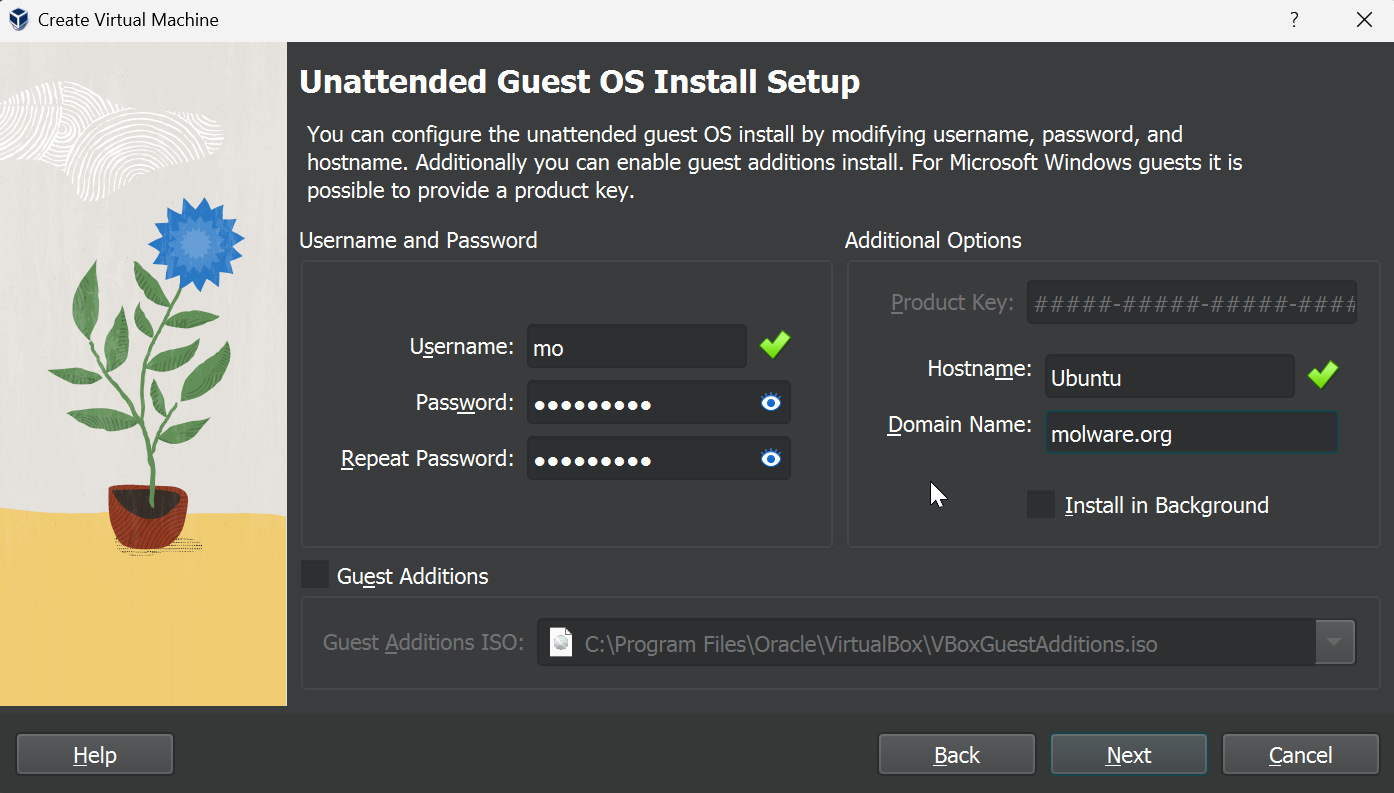 Create Virtual Machine
?
Unattended Guest OS Install Setup
You can configure the unattended guest OS install by modifying username, password, and
hostname. Additionally you can enable guest additions install. For Microsoft Windows guests it is
possible to provide a product key.
Username and Password
Username: mo
Password: ●●●●●●●●●
Repeat Password: ●●●●●●●●●
Additional Options
Product Key: #####-#####-#####-####
Hostname: Ubuntu
Domain Name: molware.org
Install in Background
Guest Additions
Guest Additions ISO: C:\Program Files\Oracle\VirtualBox\VBoxGuestAdditions.iso
Help Back Next Cancel